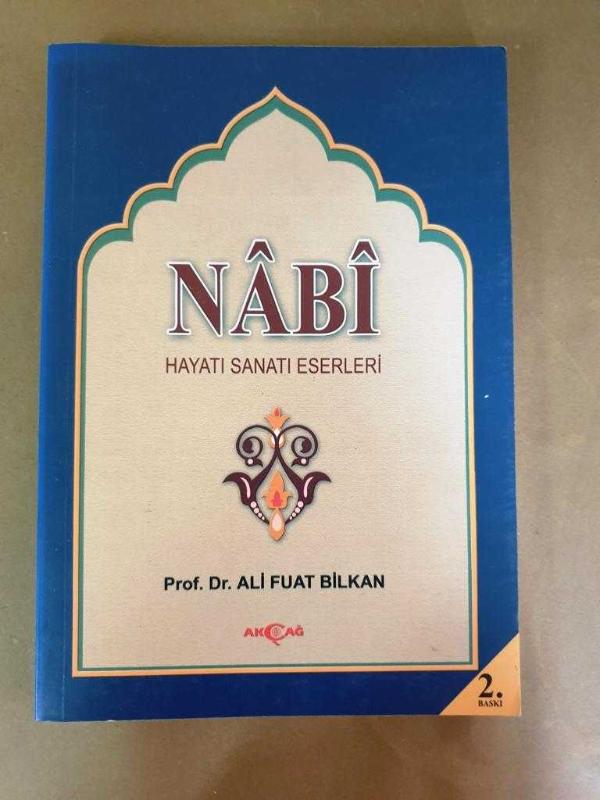 NÂBÎ
HAYATI SANATI ESERLERİ
Prof. Dr. ALİ FUAT BİLKAN
AKÇAĞ
2.
BASKI